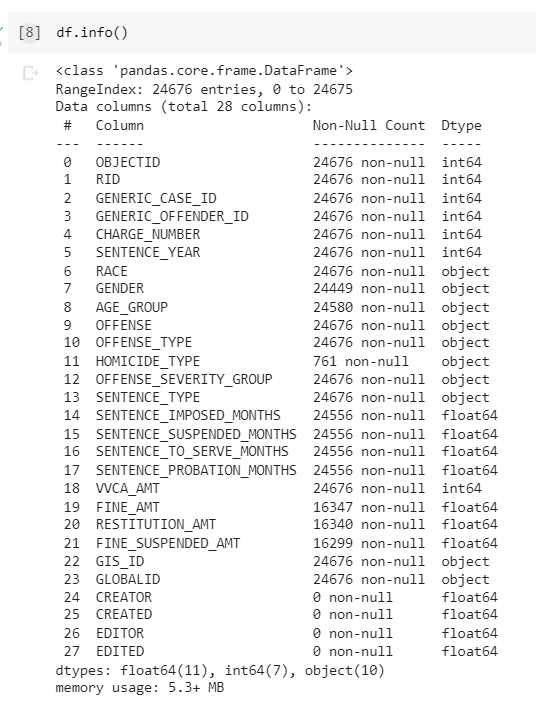 [8] df.info()
<class 'pandas.core.frame.DataFrame'>
RangeIndex: 24676 entries, 0 to 24675
Data columns (total 28 columns):
 #   Column                    Non-Null Count  Dtype
---  ------                    --------------  -----
 0   OBJECTID                  24676 non-null  int64
 1   RID                       24676 non-null  int64
 2   GENERIC_CASE_ID           24676 non-null  int64
 3   GENERIC_OFFENDER_ID       24676 non-null  int64
 4   CHARGE_NUMBER             24676 non-null  int64
 5   SENTENCE_YEAR             24676 non-null  int64
 6   RACE                      24676 non-null  object
 7   GENDER                    24449 non-null  object
 8   AGE_GROUP                 24580 non-null  object
 9   OFFENSE                   24676 non-null  object
 10  OFFENSE_TYPE              24676 non-null  object
 11  HOMICIDE_TYPE             761 non-null    object
 12  OFFENSE_SEVERITY_GROUP    24676 non-null  object
 13  SENTENCE_TYPE             24676 non-null  object
 14  SENTENCE_IMPOSED_MONTHS   24556 non-null  float64
 15  SENTENCE_SUSPENDED_MONTHS 24556 non-null  float64
 16  SENTENCE_TO_SERVE_MONTHS  24556 non-null  float64
 17  SENTENCE_PROBATION_MONTHS 24556 non-null  float64
 18  VVCA_AMT                  24676 non-null  int64
 19  FINE_AMT                  16347 non-null  float64
 20  RESTITUTION_AMT           16340 non-null  float64
 21  FINE_SUSPENDED_AMT        16299 non-null  float64
 22  GIS_ID                    24676 non-null  object
 23  GLOBALID                  24676 non-null  object
 24  CREATOR                   0 non-null      float64
 25  CREATED                   0 non-null      float64
 26  EDITOR                    0 non-null      float64
 27  EDITED                    0 non-null      float64
dtypes: float64(11), int64(7), object(10)
memory usage: 5.3+ MB